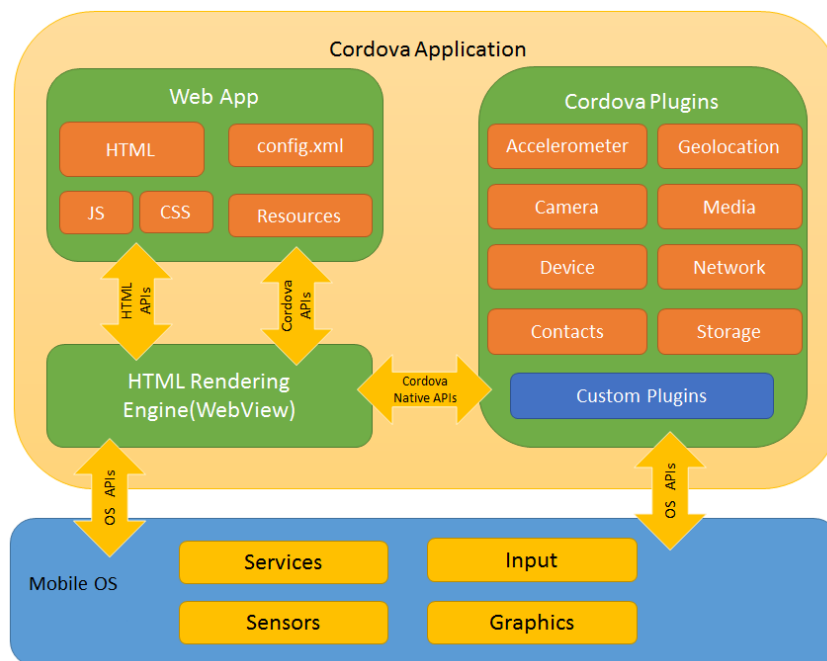 Cordova Application
Web App
HTML
config.xml
JS
CSS
Resources
Cordova Plugins
Accelerometer
Geolocation
Camera
Media
Device
Network
Contacts
Storage
Custom Plugins
HTML
APIs
Cordova
APIs
HTML Rendering
Engine(WebView)
Cordova
Native APIs
OS APIs
OS APIs
Mobile OS
Services
Input
Sensors
Graphics